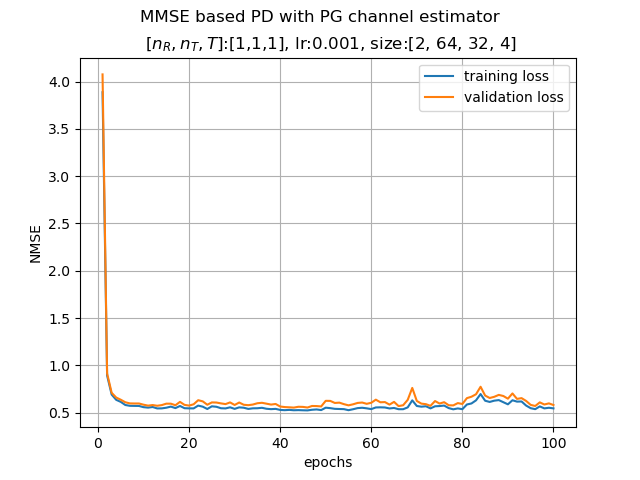 MMSE based PD with PG channel estimator
[n_R, n_T, T]:[1,1,1], lr:0.001, size:[2, 64, 32, 4]
training loss
validation loss
4.0
3.5
3.0
2.5
2.0
1.5
1.0
0.5
NMSE
0 20 40 60 80 100
epochs